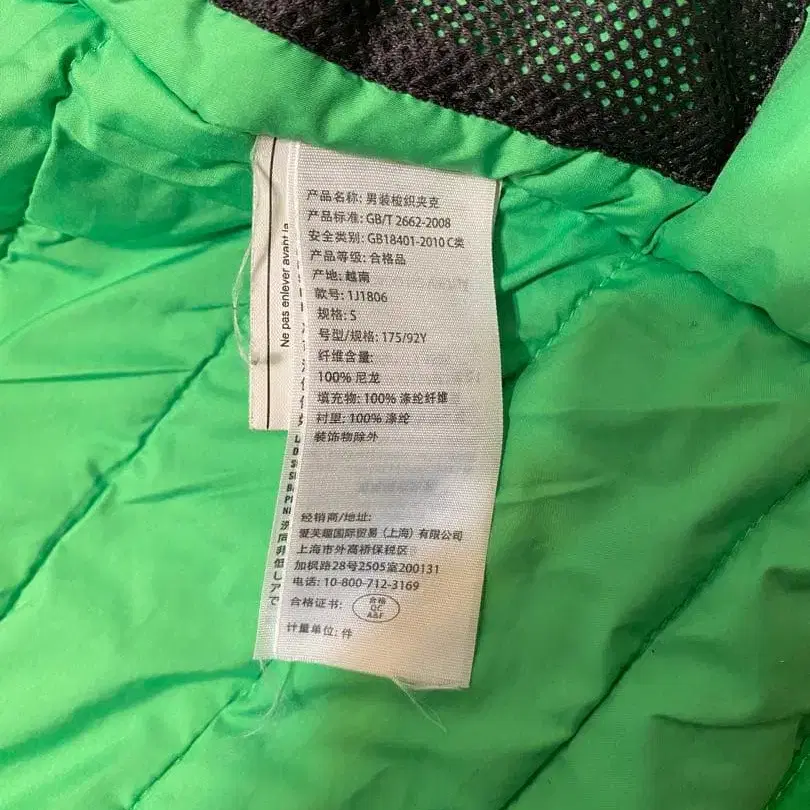 产品名称: 男装梭织夹克
产品标准: GB/T 2662-2008
安全类别: GB18401-2010 C类
产品等级: 合格品
产地: 越南
款号: 1J1806
规格: S
号型/规格: 175/92Y
纤维含量:
100% 尼龙
填充物: 100% 涤纶纤维
衬里: 100% 涤纶
装饰物除外
经销商/地址:
爱芙趣国际贸易 (上海) 有限公司
上海市外高桥保税区
加枫路28号2505室200131
电话: 10-800-712-3169
合格证书: 合格 QC A&F
计量单位: 件
Ne pas enlever avant la